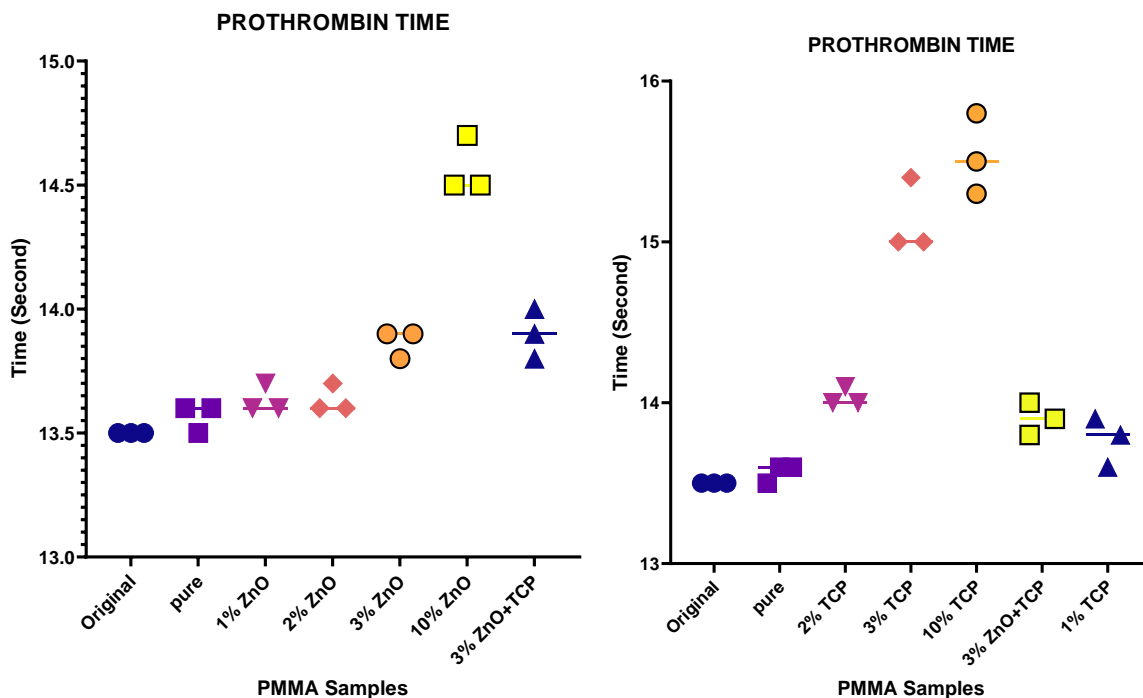 PROTHROMBIN TIME
Time (Second)
15.0
14.5
14.0
13.5
13.0
Original
pure
1% ZnO
2% ZnO
3% ZnO
10% ZnO
3% ZnO+TCP
PMMA Samples
PROTHROMBIN TIME
Time (Second)
16
15
14
13
Original
pure
2% TCP
3% TCP
10% TCP
3% ZnO+TCP
1% TCP
PMMA Samples